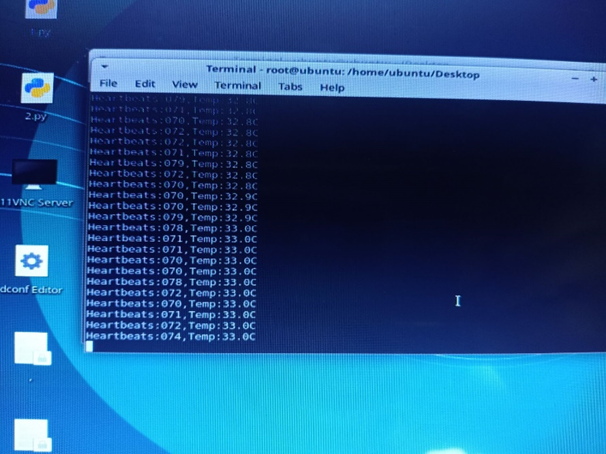 Terminal - root@ubuntu: /home/ubuntu/Desktop
File Edit View Terminal Tabs Help
2.py
11VNC Server
dconf Editor
Heartbeats:079,Temp:32.8C
Heartbeats:071,Temp:32.8C
Heartbeats:070,Temp:32.8C
Heartbeats:072,Temp:32.8C
Heartbeats:072,Temp:32.8C
Heartbeats:071,Temp:32.8C
Heartbeats:079,Temp:32.8C
Heartbeats:072,Temp:32.8C
Heartbeats:070,Temp:32.8C
Heartbeats:070,Temp:32.9C
Heartbeats:070,Temp:32.9C
Heartbeats:079,Temp:32.9C
Heartbeats:078,Temp:33.0C
Heartbeats:071,Temp:33.0C
Heartbeats:071,Temp:33.0C
Heartbeats:070,Temp:33.0C
Heartbeats:070,Temp:33.0C
Heartbeats:078,Temp:33.0C
Heartbeats:072,Temp:33.0C
Heartbeats:070,Temp:33.0C
Heartbeats:071,Temp:33.0C
Heartbeats:072,Temp:33.0C
Heartbeats:074,Temp:33.0C